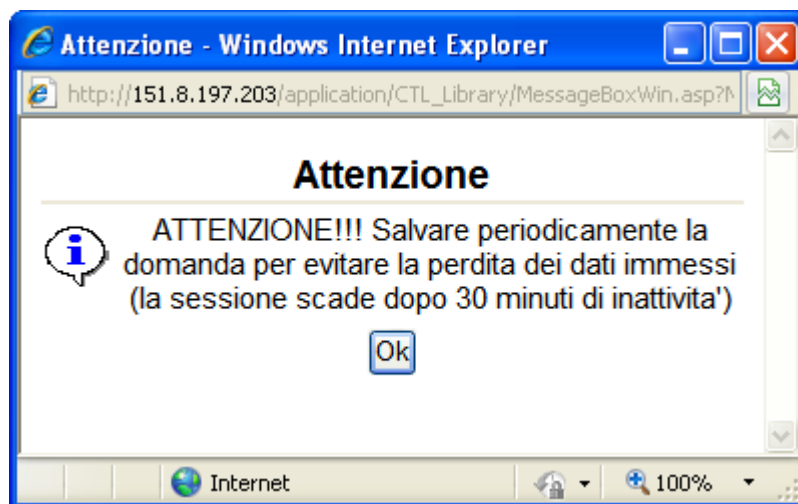 Attenzione - Windows Internet Explorer
http://151.8.197.203/application/CTL_Library/MessageBoxWin.asp?
Attenzione
ATTENZIONE!!! Salvare periodicamente la
domanda per evitare la perdita dei dati immessi
(la sessione scade dopo 30 minuti di inattivita')
Ok
Internet
100%